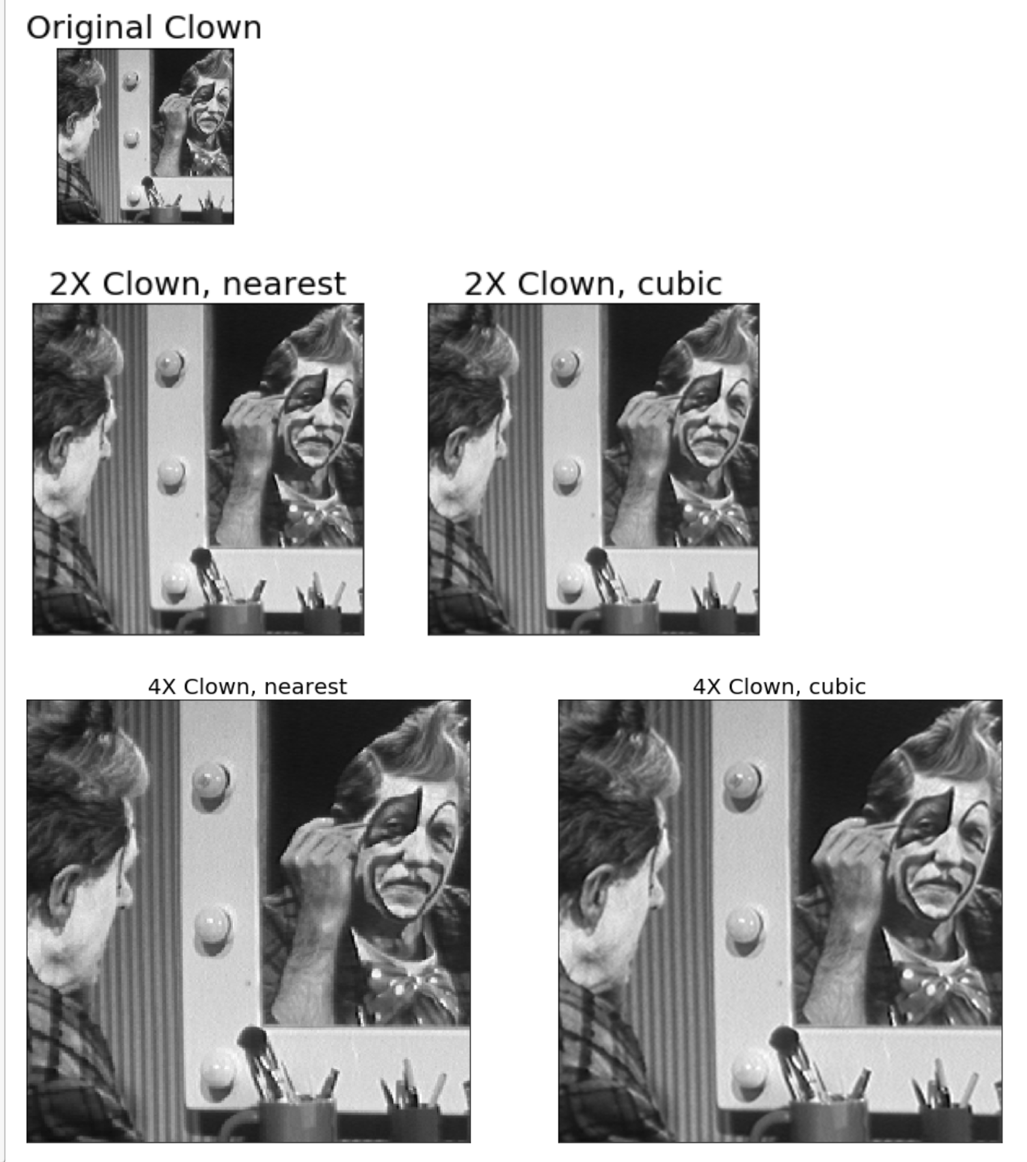 Original Clown
2X Clown, nearest
2X Clown, cubic
4X Clown, nearest
4X Clown, cubic